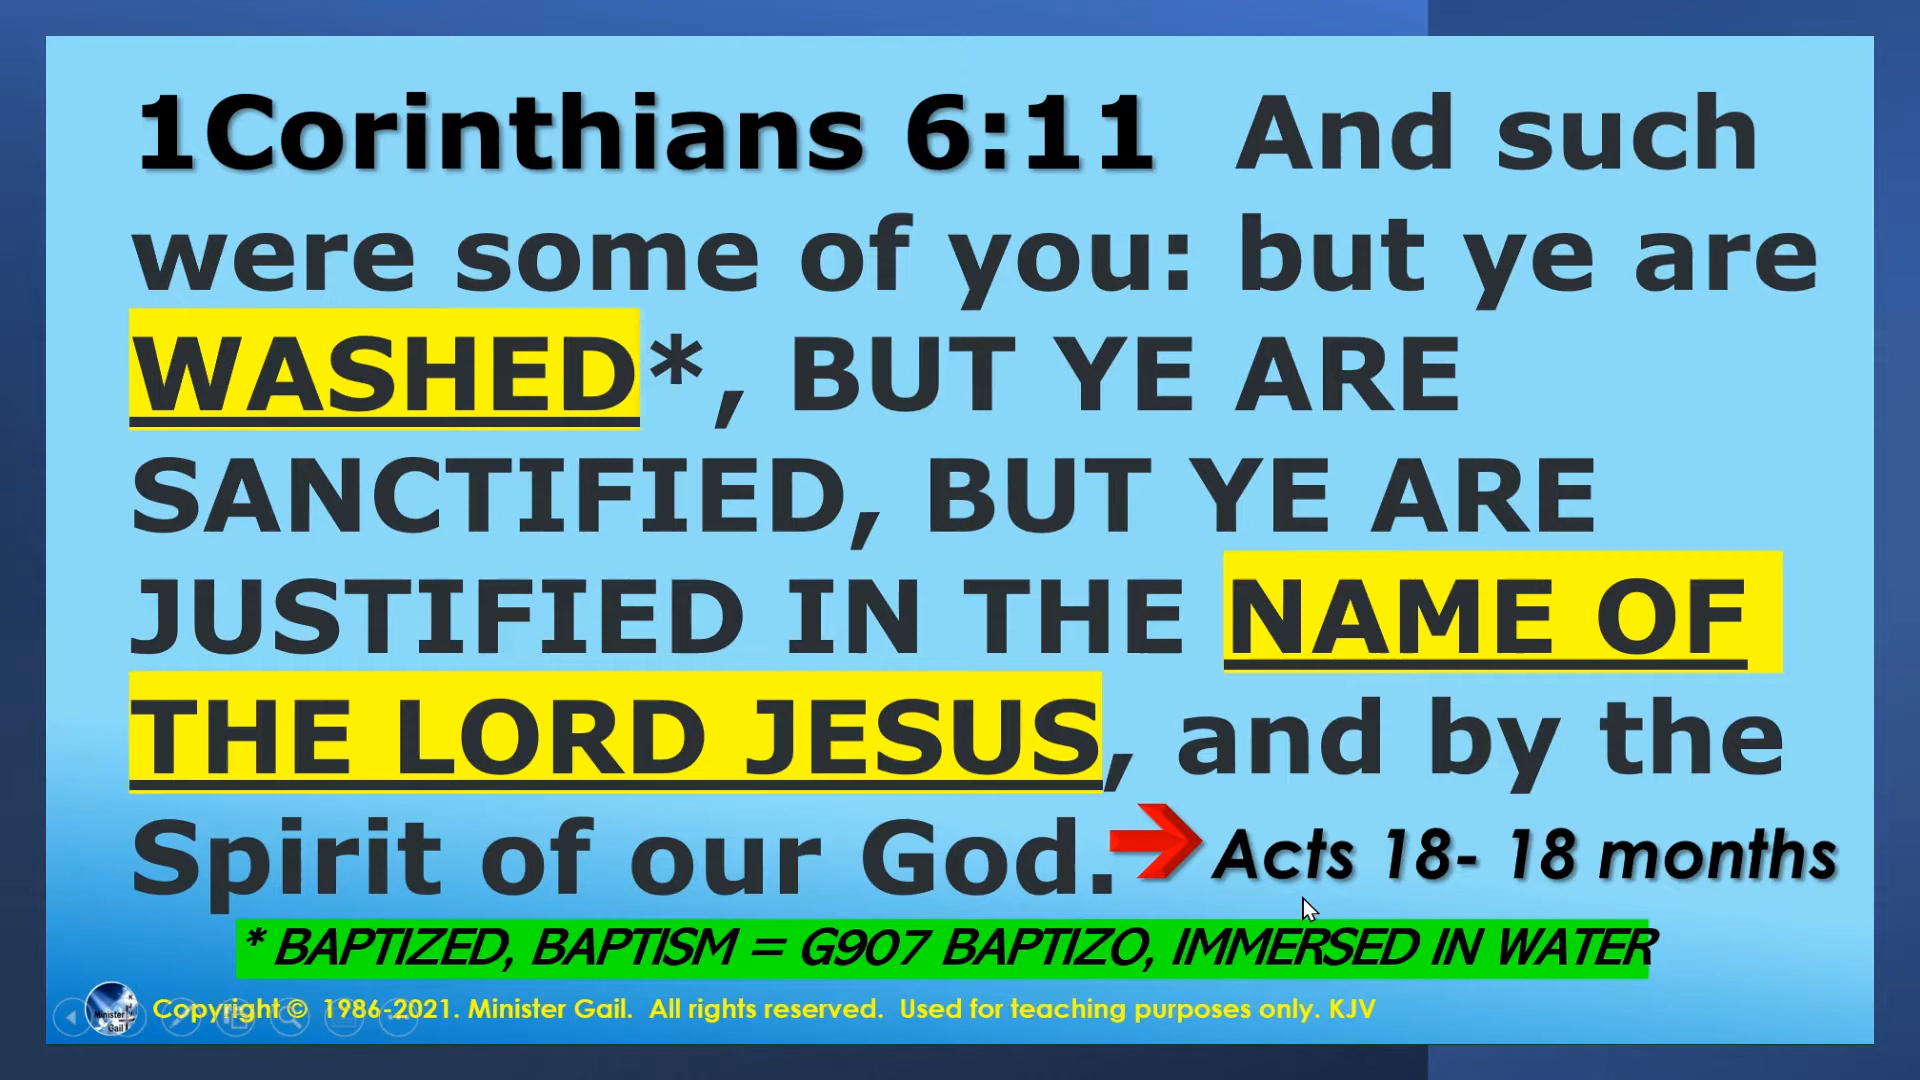 1Corinthians 6:11 And such
were some of you: but ye are
WASHED*, BUT YE ARE
SANCTIFIED, BUT YE ARE
JUSTIFIED IN THE NAME OF
THE LORD JESUS, and by the
Spirit of our God. Acts 18- 18 months
* BAPTIZED, BAPTISM = G907 BAPTIZO, IMMERSED IN WATER
Minister
Gail
Copyright © 1986-2021. Minister Gail. All rights reserved. Used for teaching purposes only. KJV